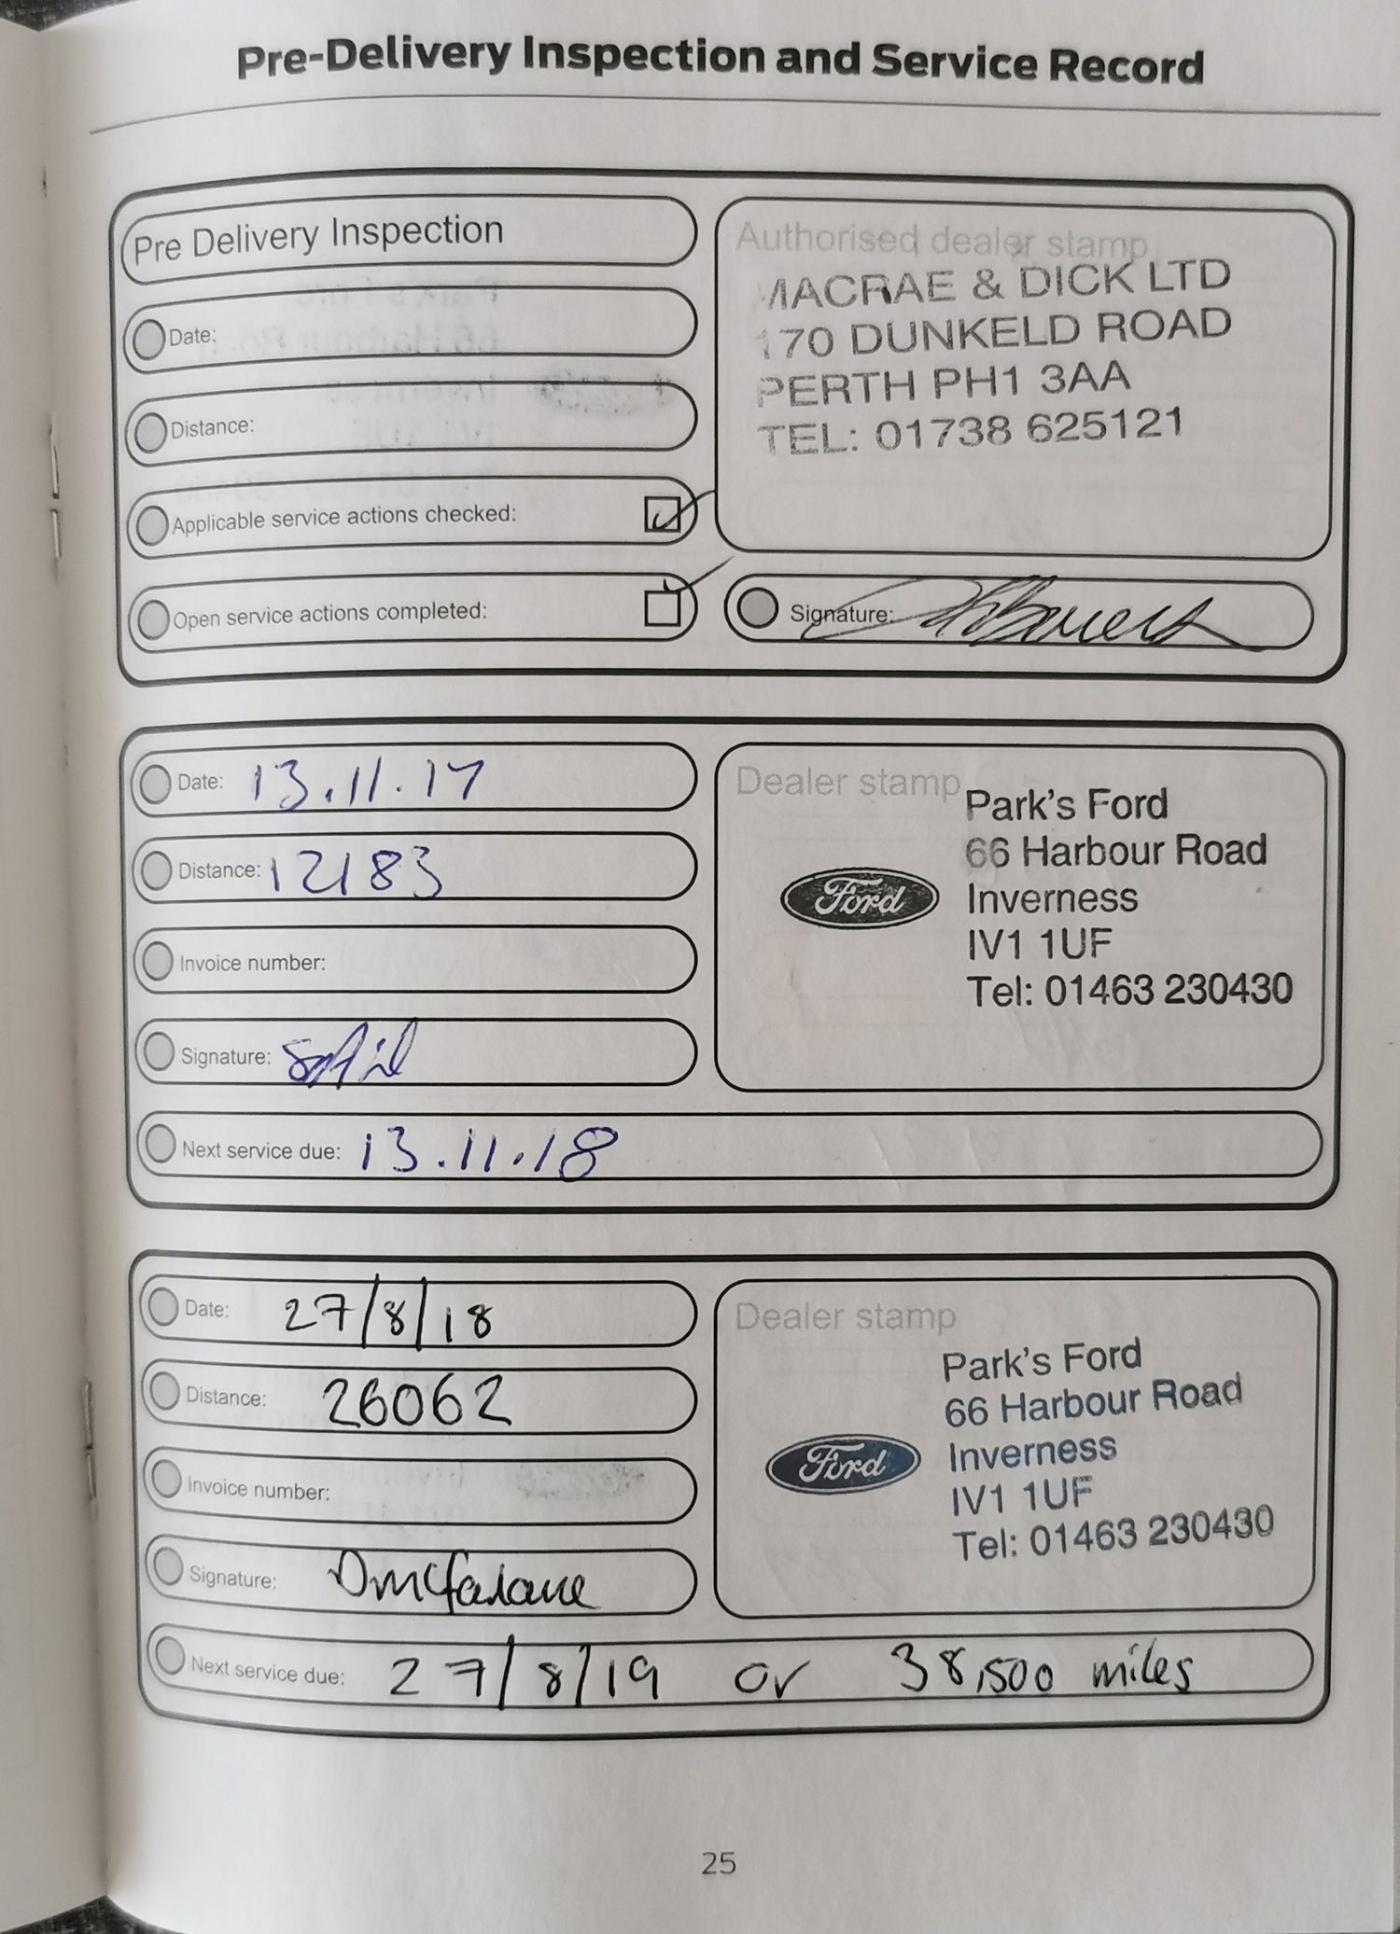 Pre-Delivery Inspection and Service Record
Pre Delivery Inspection
Date:
Distance:
Applicable service actions checked:
Open service actions completed:
Authorised dealer stamp
MACRAE & DICK LTD
170 DUNKELD ROAD
PERTH PH1 3AA
TEL: 01738 625121
Signature:
Date: 13.11.17
Distance: 12183
Invoice number:
Signature:
Next service due: 13.11.18
Dealer stamp
Ford
Park's Ford
66 Harbour Road
Inverness
IV1 1UF
Tel: 01463 230430
Date: 27/8/18
Distance: 26062
Invoice number:
Signature: DMcfarlane
Next service due: 27/8/19 or 38,500 miles
Dealer stamp
Ford
Park's Ford
66 Harbour Road
Inverness
IV1 1UF
Tel: 01463 230430
25